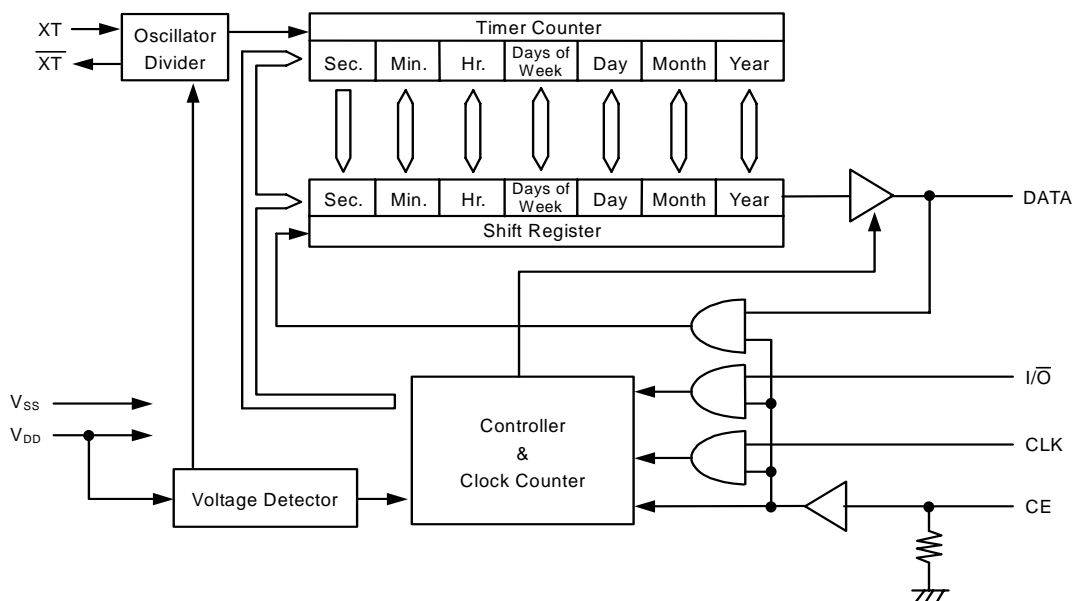 XT
X̅T̅
Oscillator
Divider
Timer Counter
Sec. Min. Hr. Days of Week Day Month Year
Sec. Min. Hr. Days of Week Day Month Year
Shift Register
DATA
I/O̅
CLK
CE
VSS
VDD
Voltage Detector
Controller
&
Clock Counter